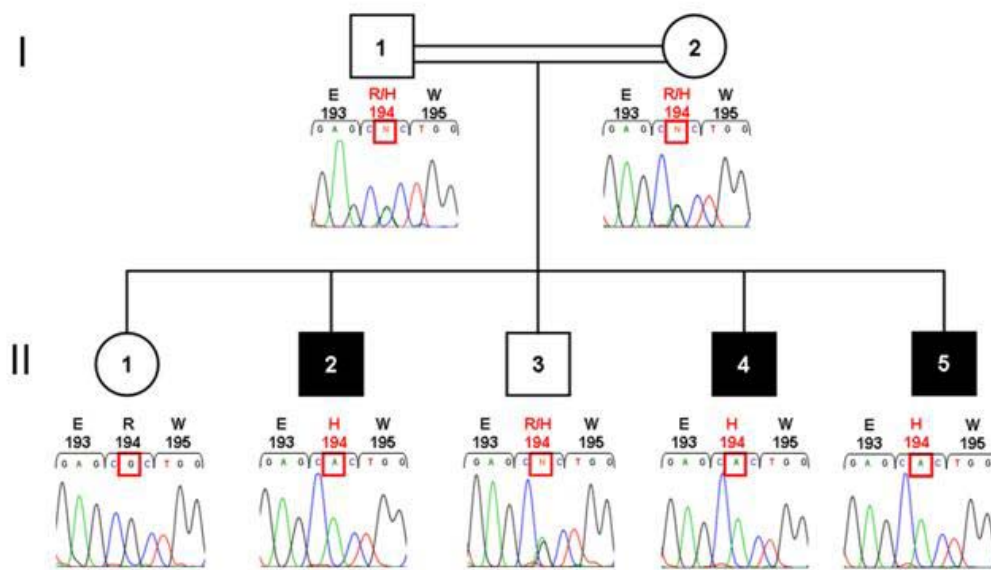 I
1 2
E R/H W E R/H W
193 194 195 193 194 195
G A G C N C T G G G A G C N C T G G
II
1 2 3 4 5
E R W E H W E R/H W E H W E H W
193 194 195 193 194 195 193 194 195 193 194 195 193 194 195
G A G C G C T G G G A G C A C T G G G A G C N C T G G G A G C A C T G G G A G C A C T G G